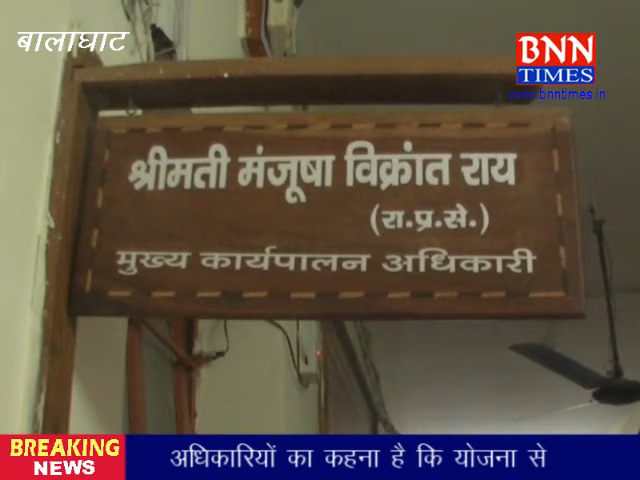 बालाघाट
BNN
TIMES
www.bnntimes.in
श्रीमती मंजूषा विक्रांत राय
(रा.प्र.से.)
मुख्य कार्यपालन अधिकारी
BREAKING
NEWS
अधिकारियों का कहना है कि योजना से